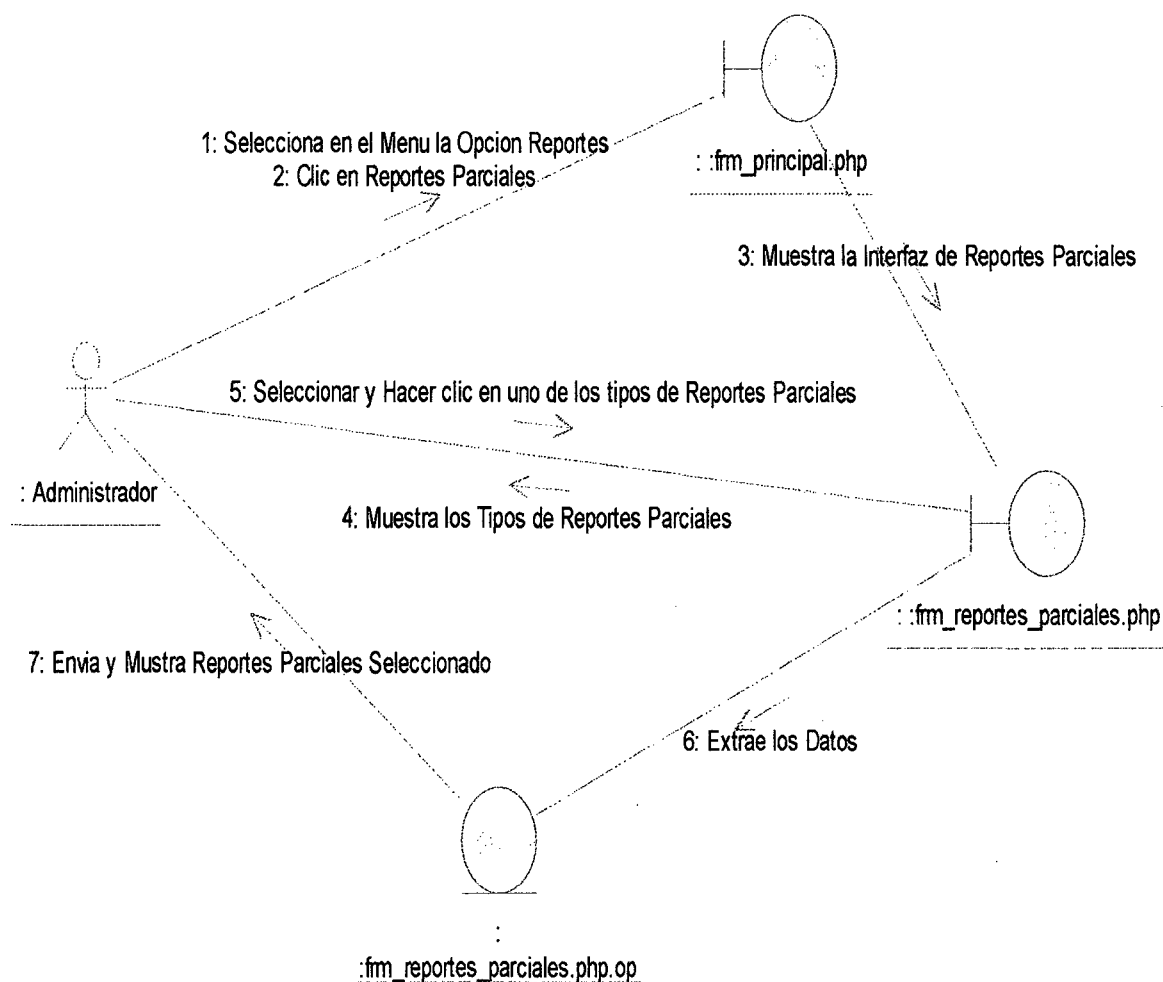 1: Selecciona en el Menu la Opcion Reportes
2: Clic en Reportes Parciales
: :frm_principal.php
3: Muestra la Interfaz de Reportes Parciales
5: Seleccionar y Hacer clic en uno de los tipos de Reportes Parciales
: Administrador
4: Muestra los Tipos de Reportes Parciales
: :frm_reportes_parciales.php
7: Envia y Mustra Reportes Parciales Seleccionado
6: Extrae los Datos
:
:frm_reportes_parciales.php.op